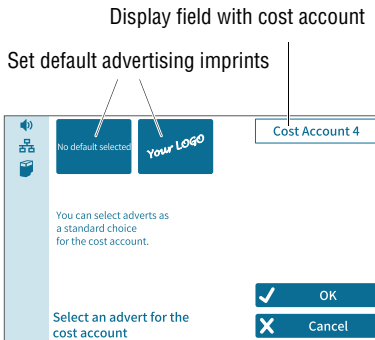 Display field with cost account
Set default advertising imprints
No default selected
Your LOGO
Cost Account 4
You can select adverts as
a standard choice
for the cost account.
OK
Select an advert for the
cost account
Cancel